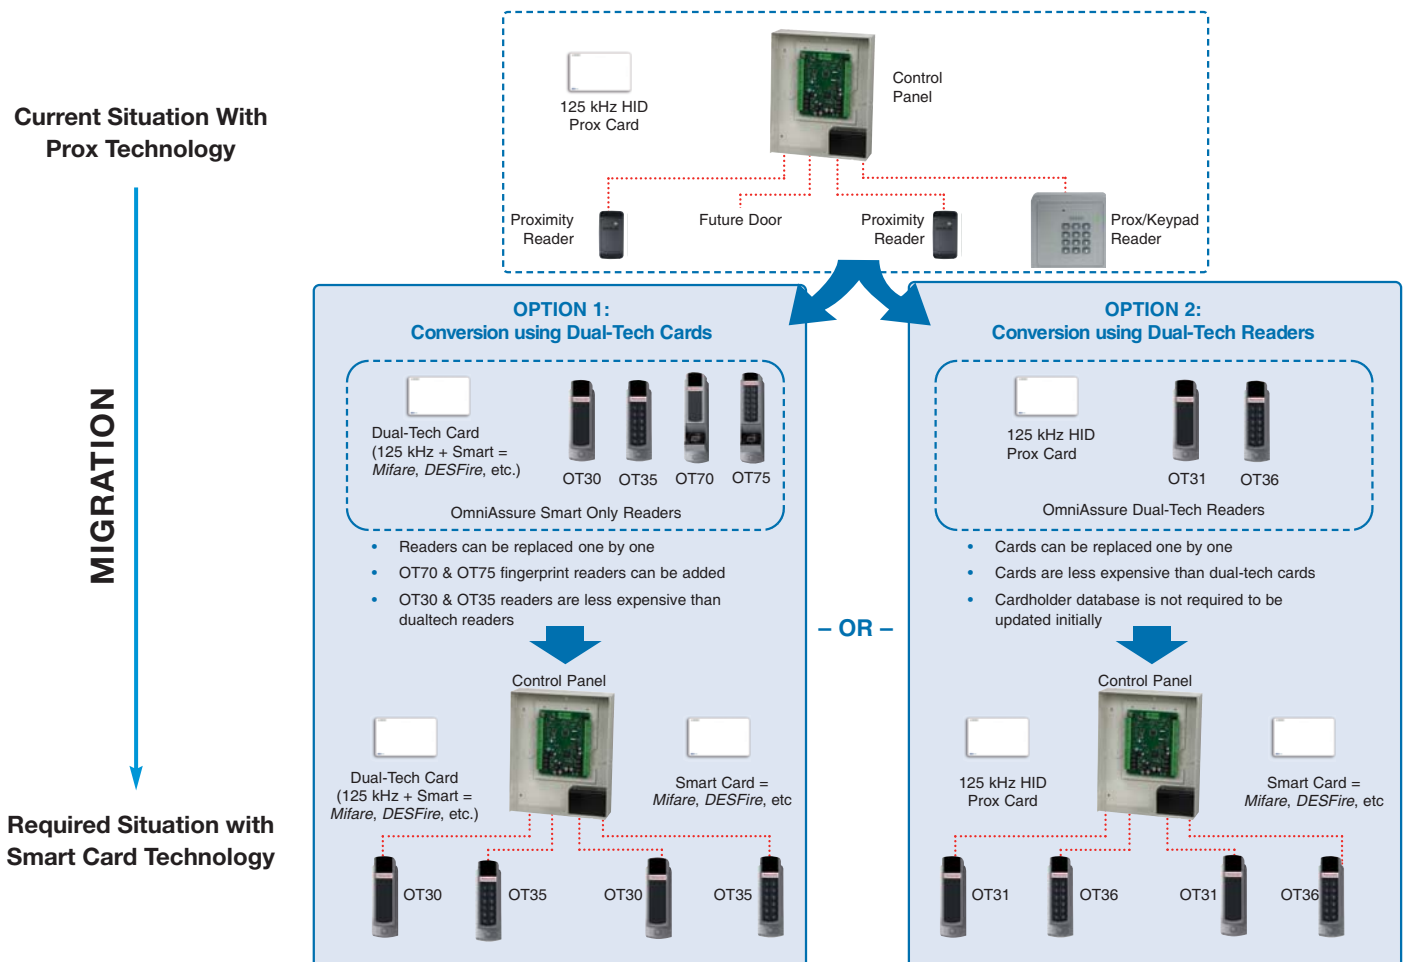 Current Situation With
Prox Technology
125 kHz HID
Prox Card
Control
Panel
Proximity
Reader
Future Door
Proximity
Reader
Prox/Keypad
Reader
MIGRATION
OPTION 1:
Conversion using Dual-Tech Cards
Dual-Tech Card
(125 kHz + Smart =
Mifare, DESFire, etc.)
OT30
OT35
OT70
OT75
OmniAssure Smart Only Readers
• Readers can be replaced one by one
• OT70 & OT75 fingerprint readers can be added
• OT30 & OT35 readers are less expensive than
dualtech readers
Control Panel
Dual-Tech Card
(125 kHz + Smart =
Mifare, DESFire, etc.)
Smart Card =
Mifare, DESFire, etc
OT30
OT35
OT30
OT35
– OR –
OPTION 2:
Conversion using Dual-Tech Readers
125 kHz HID
Prox Card
OT31
OT36
OmniAssure Dual-Tech Readers
• Cards can be replaced one by one
• Cards are less expensive than dual-tech cards
• Cardholder database is not required to be
updated initially
Control Panel
125 kHz HID
Prox Card
Smart Card =
Mifare, DESFire, etc
OT31
OT36
OT31
OT36
Required Situation with
Smart Card Technology